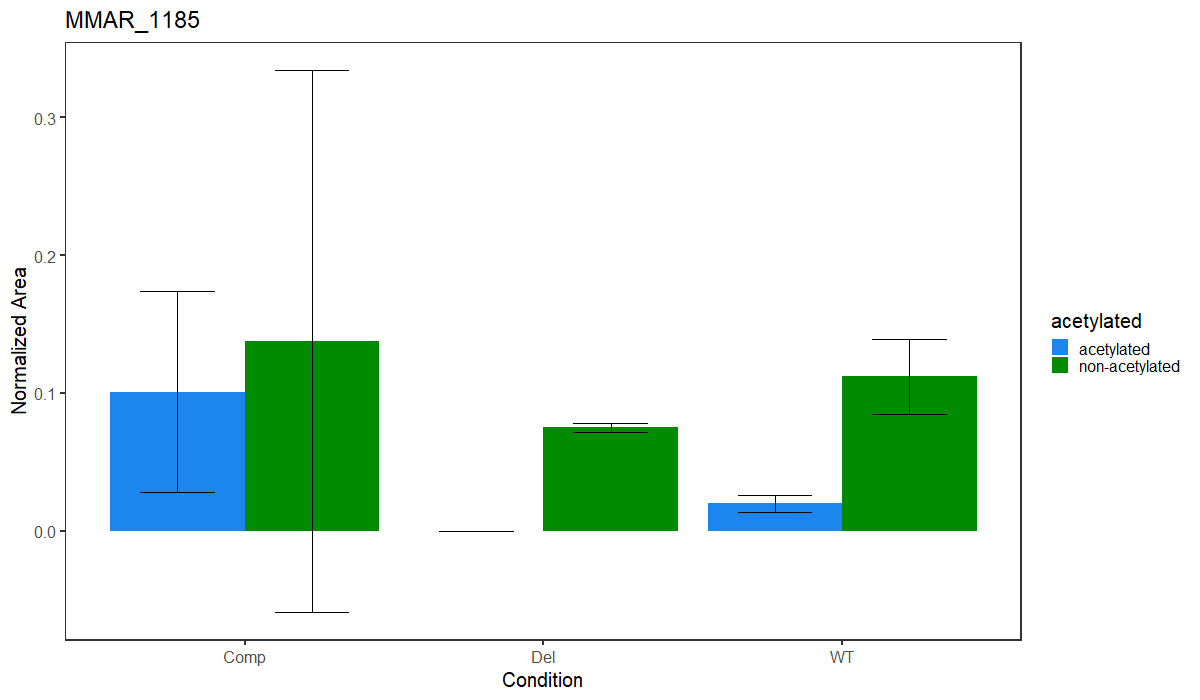 MMAR_1185
Normalized Area
0.3
0.2
0.1
0.0
Comp Del WT
Condition
acetylated
acetylated
non-acetylated